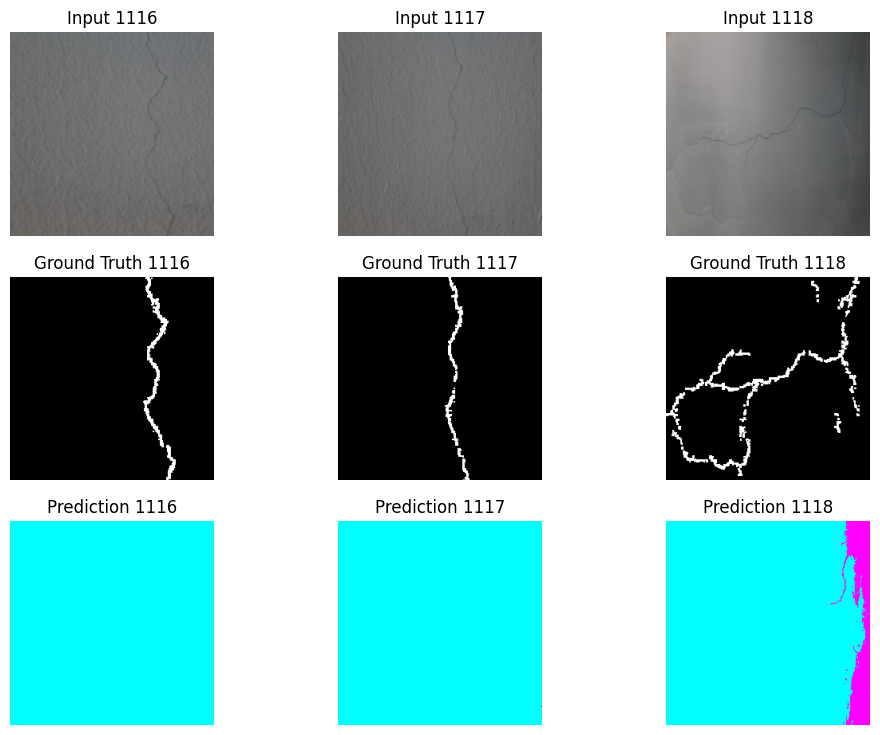 Input 1116
Input 1117
Input 1118
Ground Truth 1116
Ground Truth 1117
Ground Truth 1118
Prediction 1116
Prediction 1117
Prediction 1118